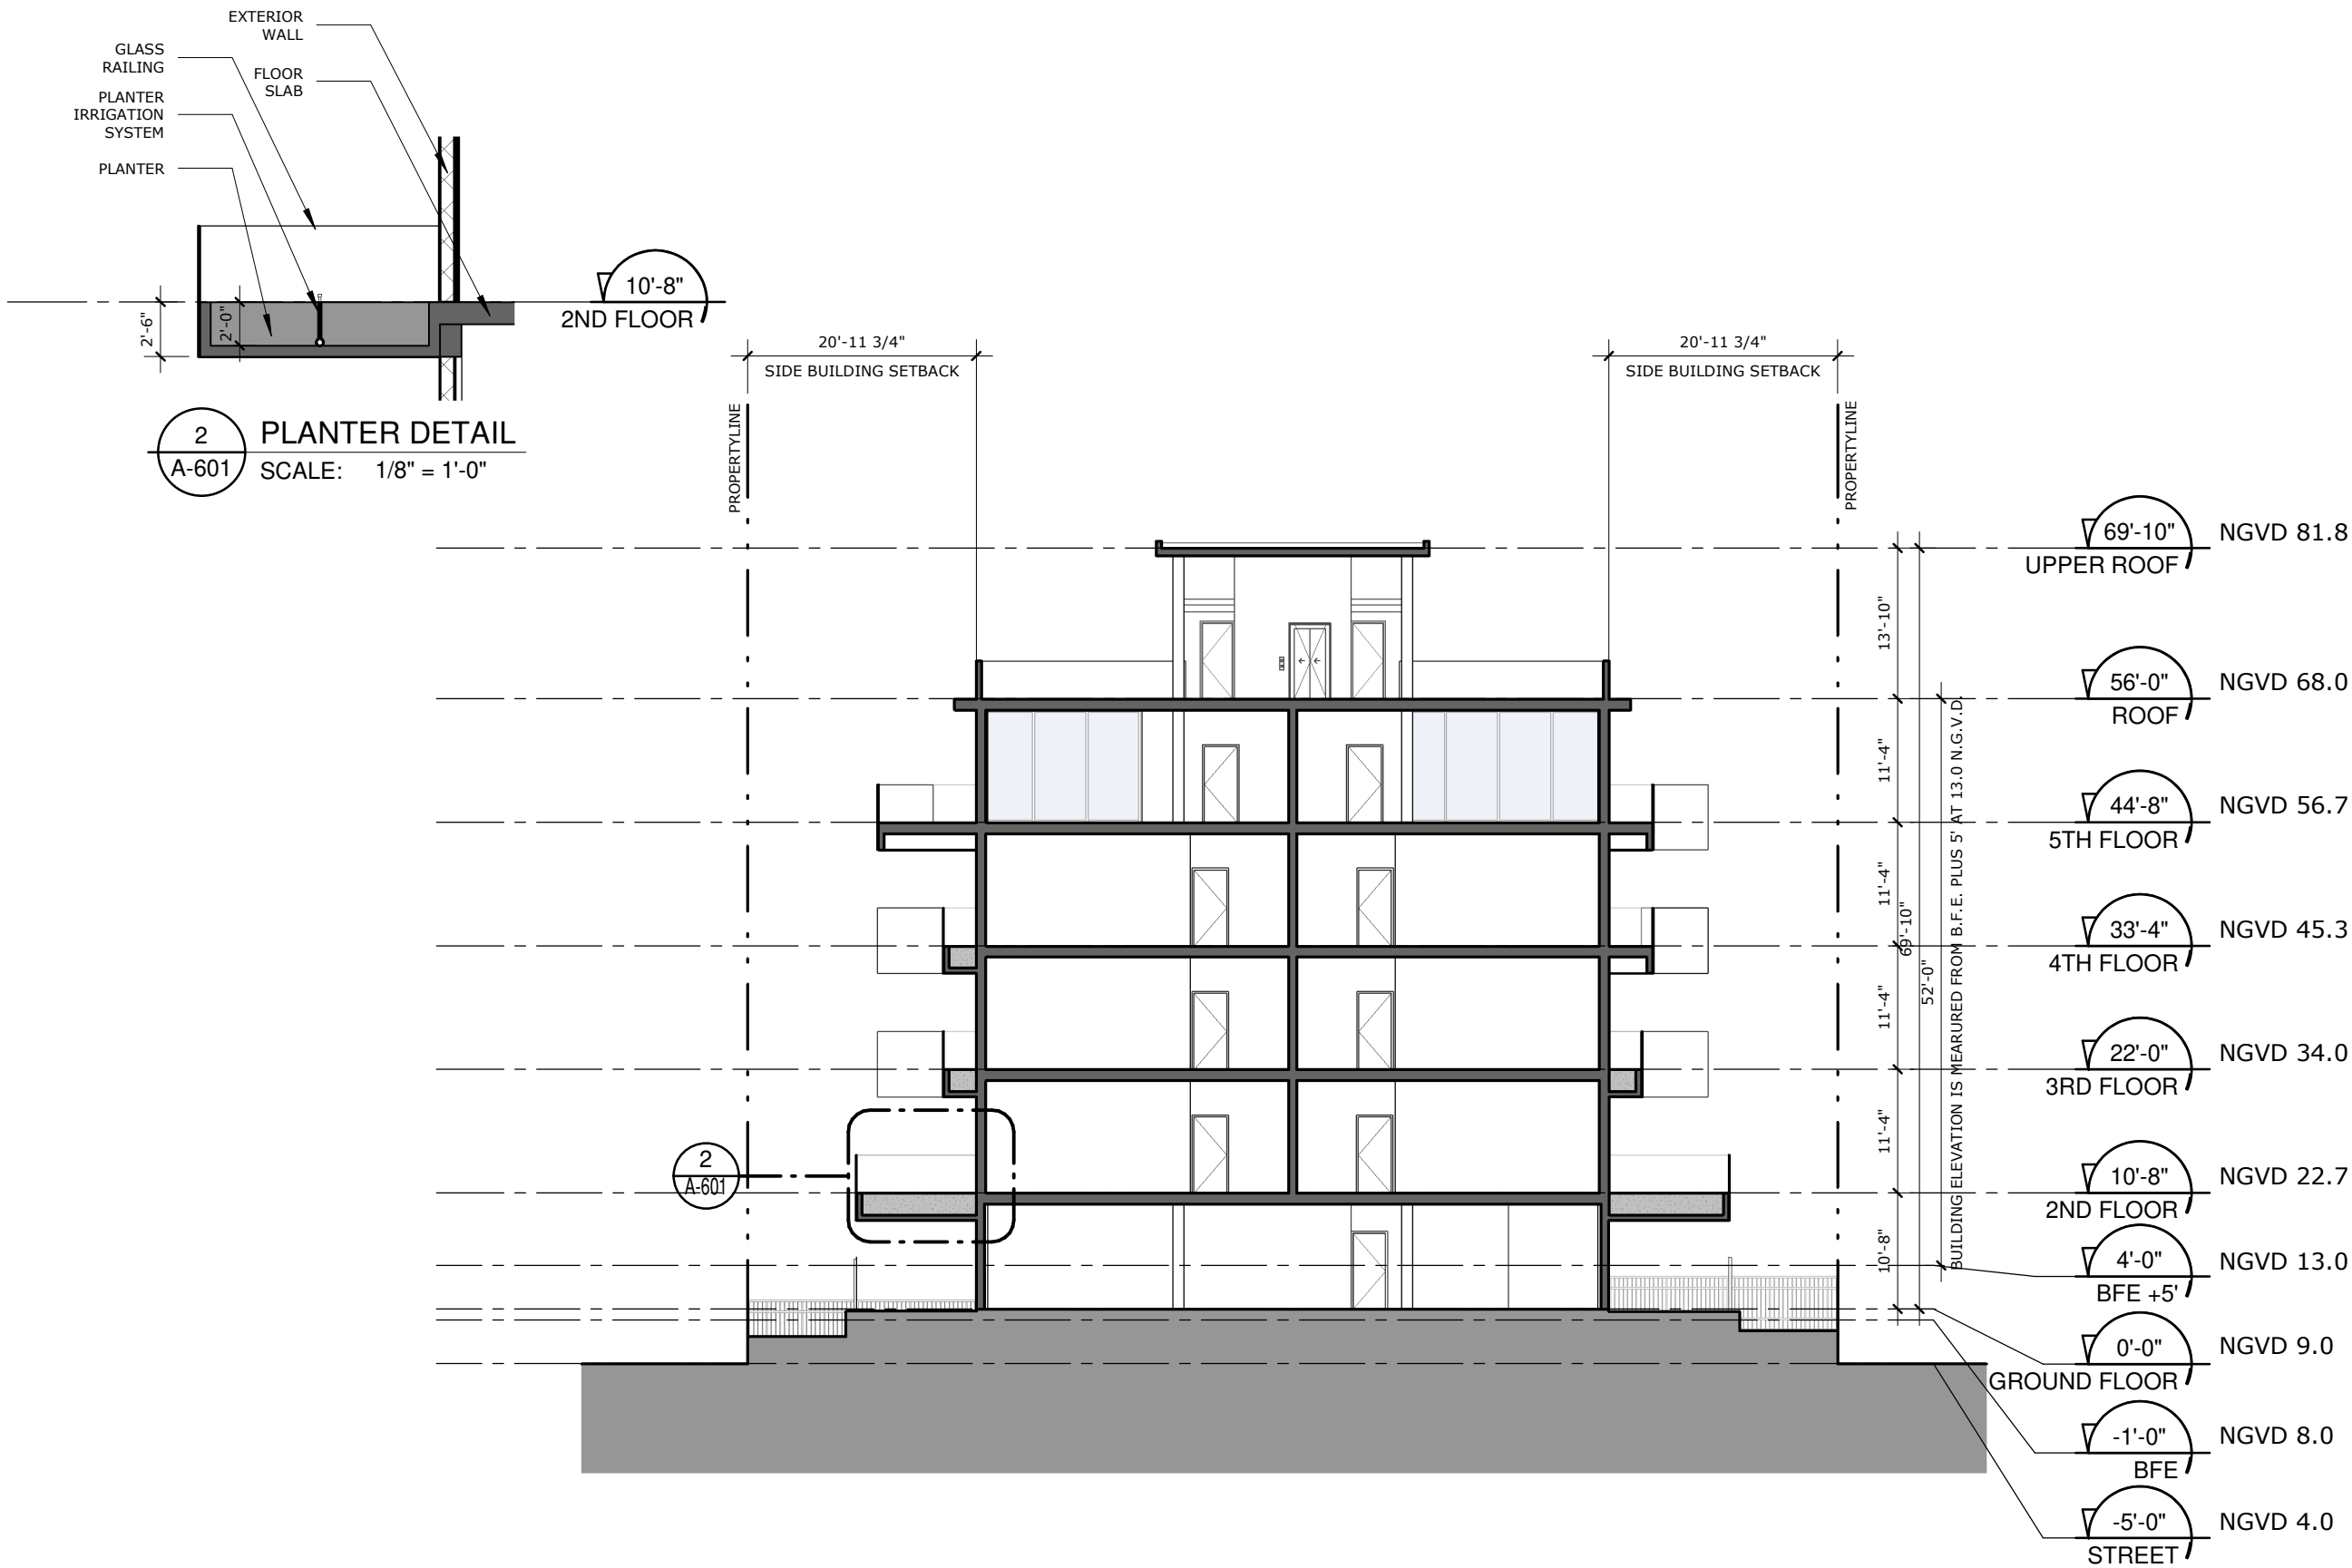 EXTERIOR
WALL
GLASS
RAILING
FLOOR
SLAB
PLANTER
IRRIGATION
SYSTEM
PLANTER
2'-6"
2'-0"
10'-8"
2ND FLOOR
2
A-601
PLANTER DETAIL
SCALE: 1/8" = 1'-0"
20'-11 3/4"
SIDE BUILDING SETBACK
20'-11 3/4"
SIDE BUILDING SETBACK
PROPERTYLINE
PROPERTYLINE
2
A-601
13'-10"
11'-4"
11'-4"
11'-4"
11'-4"
10'-8"
69'-10"
52'-0"
BUILDING ELEVATION IS MEARURED FROM B.F.E. PLUS 5' AT 13.0 N.G.V.D.
69'-10" NGVD 81.8
UPPER ROOF
56'-0" NGVD 68.0
ROOF
44'-8" NGVD 56.7
5TH FLOOR
33'-4" NGVD 45.3
4TH FLOOR
22'-0" NGVD 34.0
3RD FLOOR
10'-8" NGVD 22.7
2ND FLOOR
4'-0" NGVD 13.0
BFE +5'
0'-0" NGVD 9.0
GROUND FLOOR
-1'-0" NGVD 8.0
BFE
-5'-0" NGVD 4.0
STREET